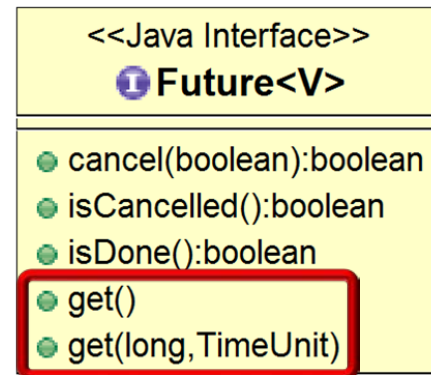 <<Java Interface>>
I Future<V>
cancel(boolean):boolean
isCancelled():boolean
isDone():boolean
get()
get(long,TimeUnit)